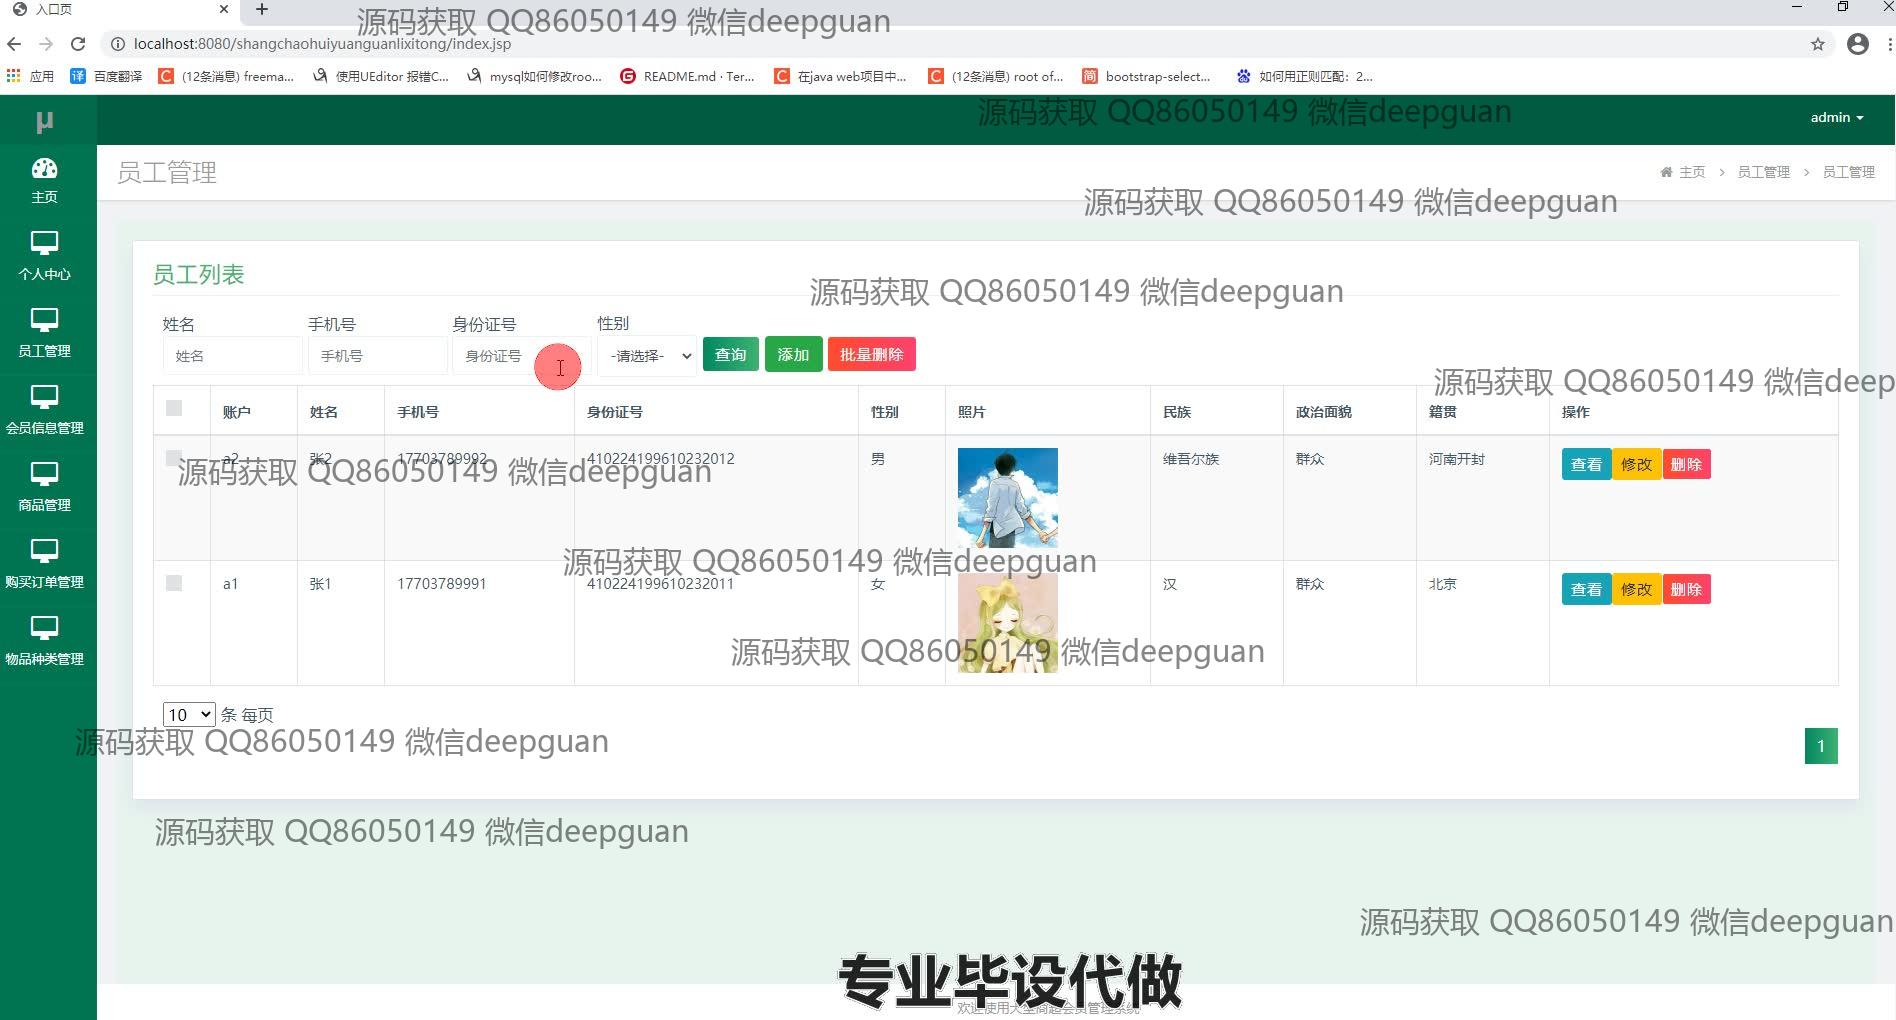 入口页
源码获取 QQ86050149 微信deepguan
localhost:8080/shangchaohuiyuanguanlixitong/index.jsp
应用 百度翻译 (12条消息) freema... 使用UEditor 报错C... mysql如何修改roo... README.md · Ter... 在java web项目中... (12条消息) root of... bootstrap-select... 如何用正则匹配：2...
源码获取 QQ86050149 微信deepguan
μ
admin
主页
员工管理
主页 > 员工管理 > 员工管理
源码获取 QQ86050149 微信deepguan
个人中心
员工管理
会员信息管理
商品管理
购买订单管理
物品种类管理
员工列表
源码获取 QQ86050149 微信deepguan
姓名 手机号 身份证号 性别
姓名 手机号 身份证号 -请选择- 查询 添加 批量删除
源码获取 QQ86050149 微信deep
账户 姓名 手机号 身份证号 性别 照片 民族 政治面貌 籍贯 操作
a2 张2 17703789992 410224199610232012 男 维吾尔族 群众 河南开封 查看 修改 删除
源码获取 QQ86050149 微信deepguan
源码获取 QQ86050149 微信deepguan
a1 张1 17703789991 410224199610232011 女 汉 群众 北京 查看 修改 删除
源码获取 QQ86050149 微信deepguan
10 条 每页
源码获取 QQ86050149 微信deepguan
1
源码获取 QQ86050149 微信deepguan
源码获取 QQ86050149 微信deepguan
专业毕设代做
欢迎使用大型商超会员管理系统